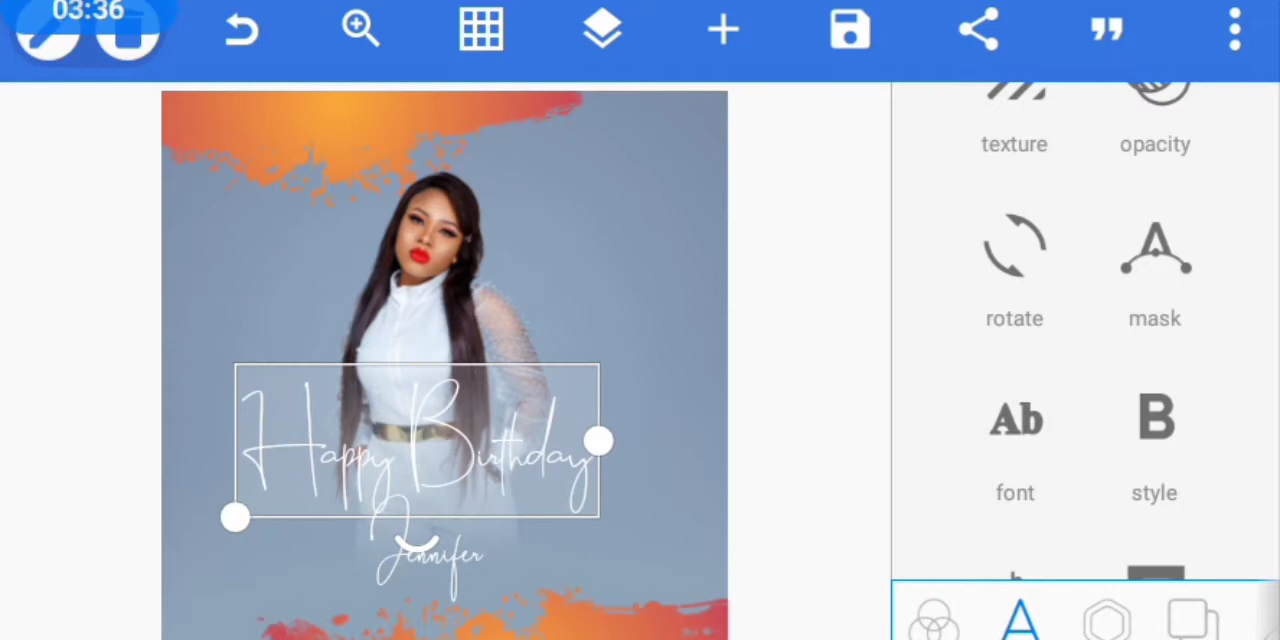 03:36
texture
opacity
rotate
mask
Ab
B
font
style
Happy Birthday
Jennifer
A